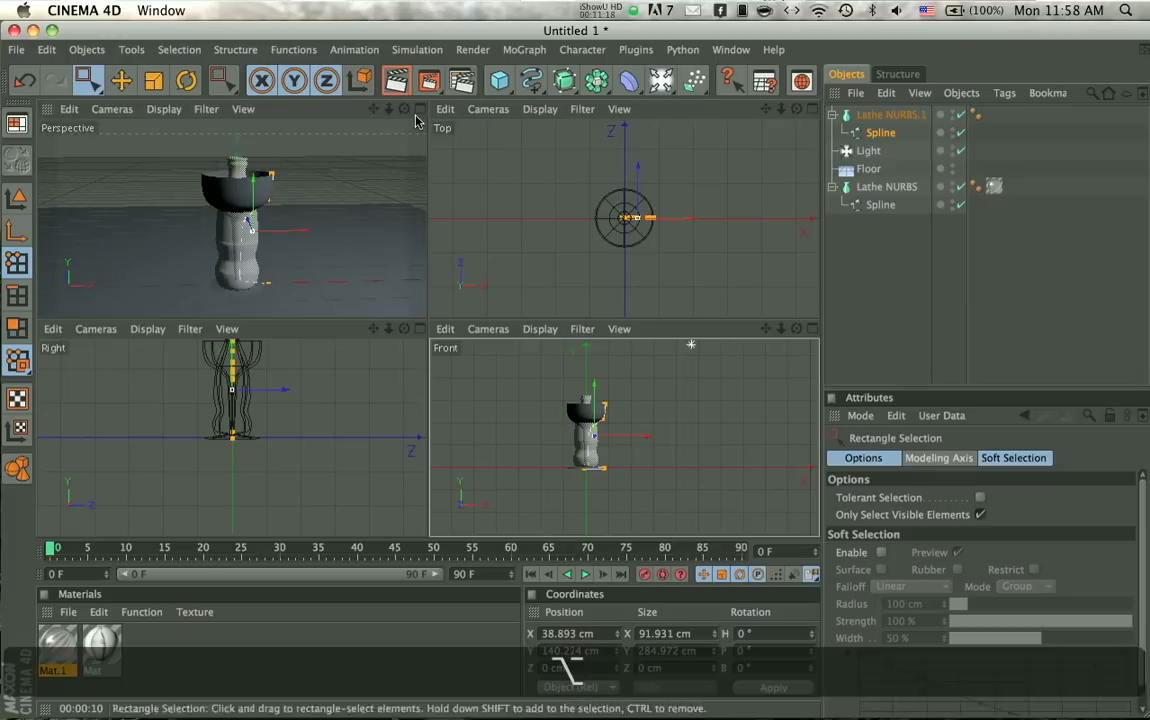 CINEMA 4D Window iShowU HD 00:11:18 7 (100%) Mon 11:58 AM
Untitled 1 *
File Edit Objects Tools Selection Structure Functions Animation Simulation Render MoGraph Character Plugins Python Window Help
X Y Z
Objects Structure
File Edit View Objects Tags Bookma
Edit Cameras Display Filter View
Edit Cameras Display Filter View
Perspective
Top
Lathe NURBS.1
Spline
Light
Floor
Lathe NURBS
Spline
Z
X
Y
X
Z
X
Edit Cameras Display Filter View
Edit Cameras Display Filter View
Right
Front
Z
Y
Z
Y
X
Attributes
Mode Edit User Data
Rectangle Selection
Options Modeling Axis Soft Selection
Options
Tolerant Selection
Only Select Visible Elements
Soft Selection
Enable Preview
Surface Rubber Restrict
Falloff Linear Mode Group
Radius 100 cm
Strength 100 %
Width 50 %
0 5 10 15 20 25 30 35 40 45 50 55 60 65 70 75 80 85 90 0 F
0 F 0 F 90 F 90 F
Materials
File Edit Function Texture
Mat.1 Mat
Coordinates
Position Size Rotation
X 38.893 cm X 91.931 cm H 0 °
Y 140.224 cm Y 284.972 cm P 0 °
Z 0 cm Z 0 cm B 0 °
Object (Rel) Apply
MAXON CINEMA 4D
00:00:10 Rectangle Selection: Click and drag to rectangle-select elements. Hold down SHIFT to add to the selection, CTRL to remove.